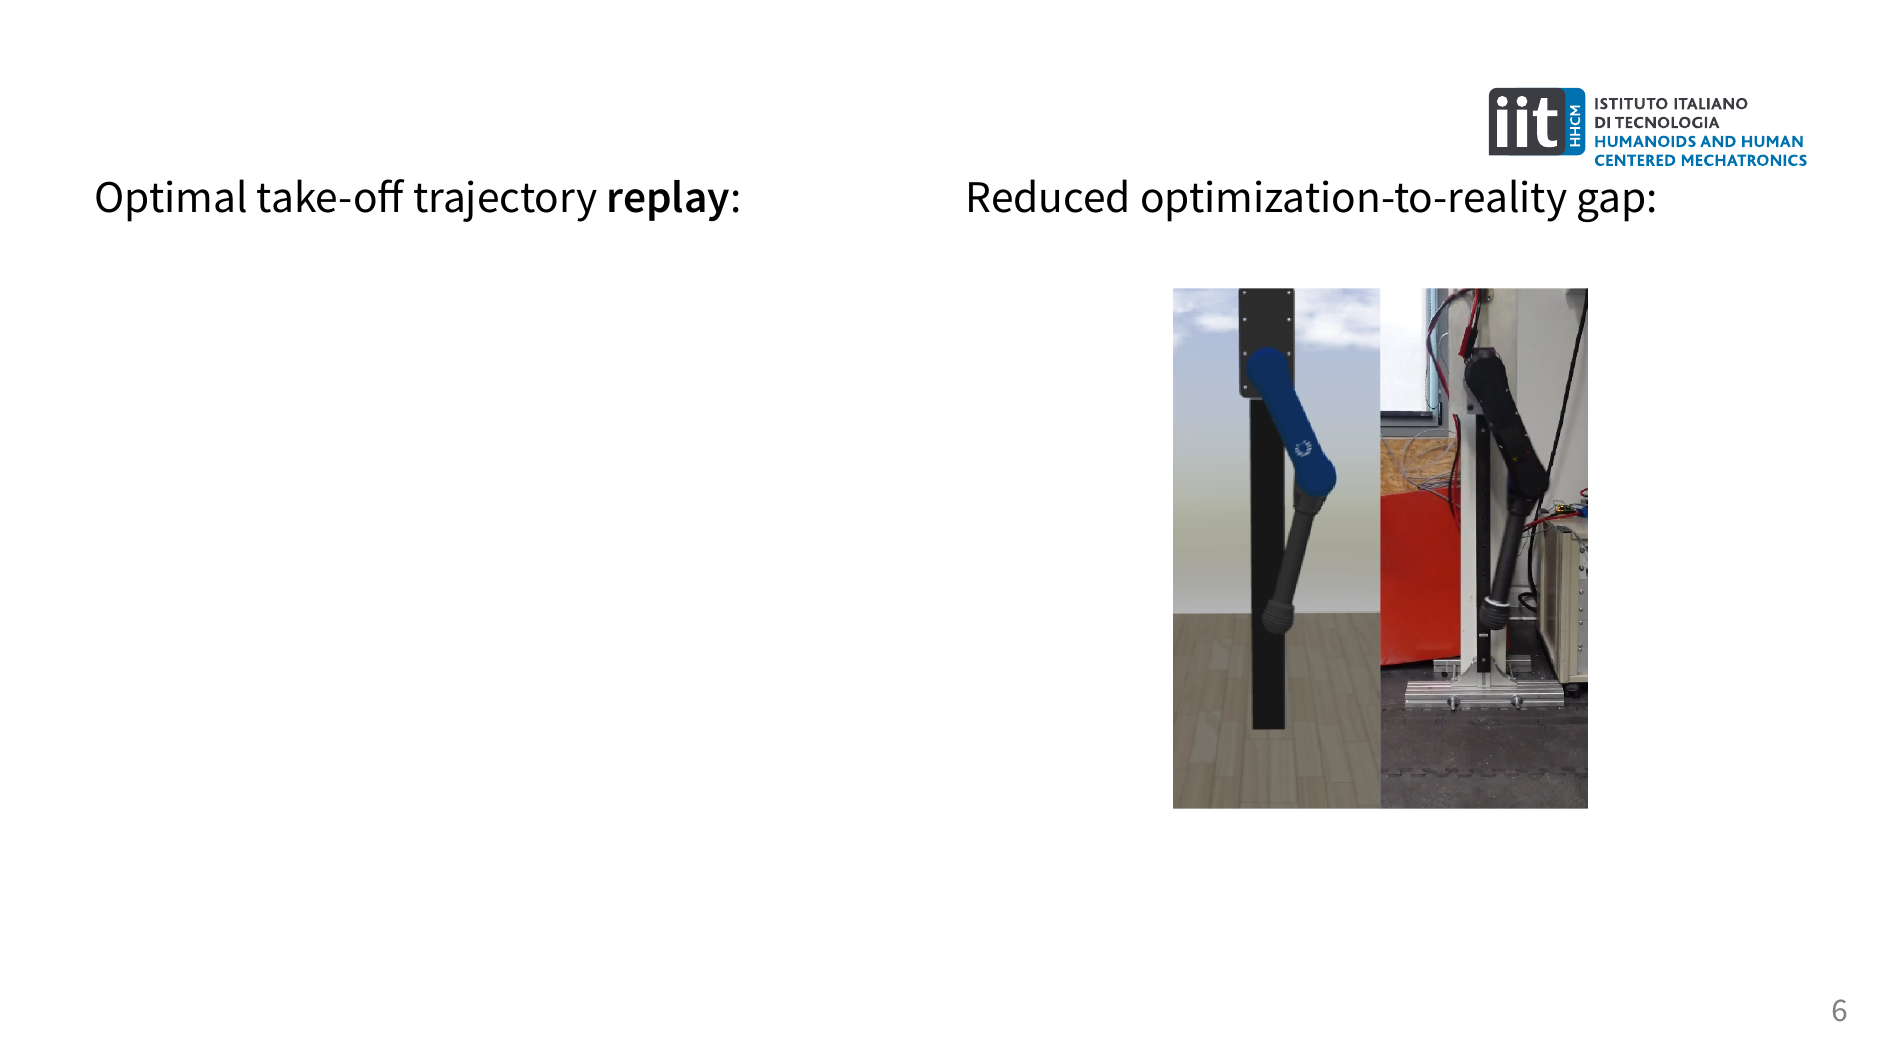 iit
HHCM
ISTITUTO ITALIANO
DI TECNOLOGIA
HUMANOIDS AND HUMAN
CENTERED MECHATRONICS
Optimal take-off trajectory replay:
Reduced optimization-to-reality gap:
6